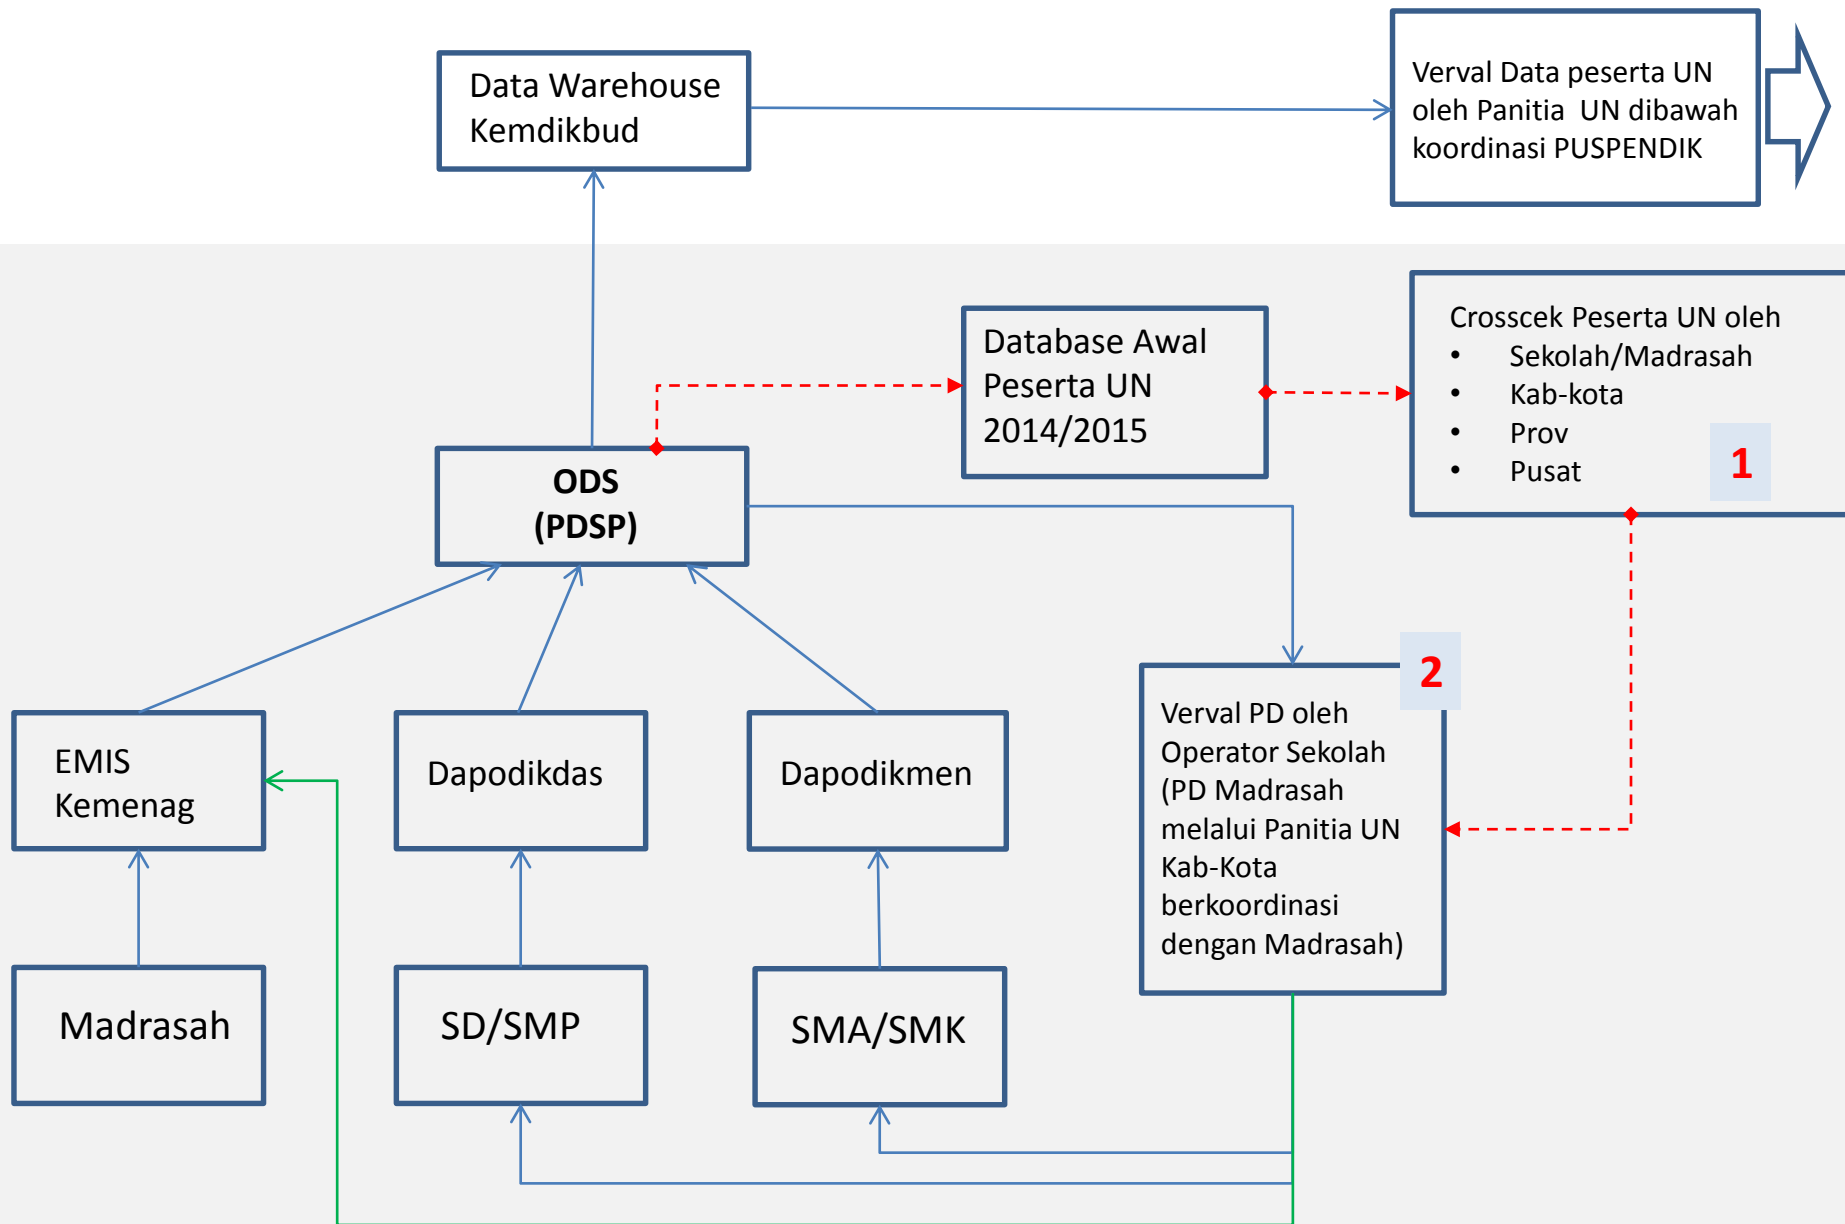 Data Warehouse
Kemdikbud
Verval Data peserta UN
oleh Panitia UN dibawah
koordinasi PUSPENDIK
Database Awal
Peserta UN
2014/2015
Crosscek Peserta UN oleh
• Sekolah/Madrasah
• Kab-kota
• Prov
• Pusat
1
ODS
(PDSP)
2
Verval PD oleh
Operator Sekolah
(PD Madrasah
melalui Panitia UN
Kab-Kota
berkoordinasi
dengan Madrasah)
EMIS
Kemenag
Dapodikdas
Dapodikmen
Madrasah
SD/SMP
SMA/SMK